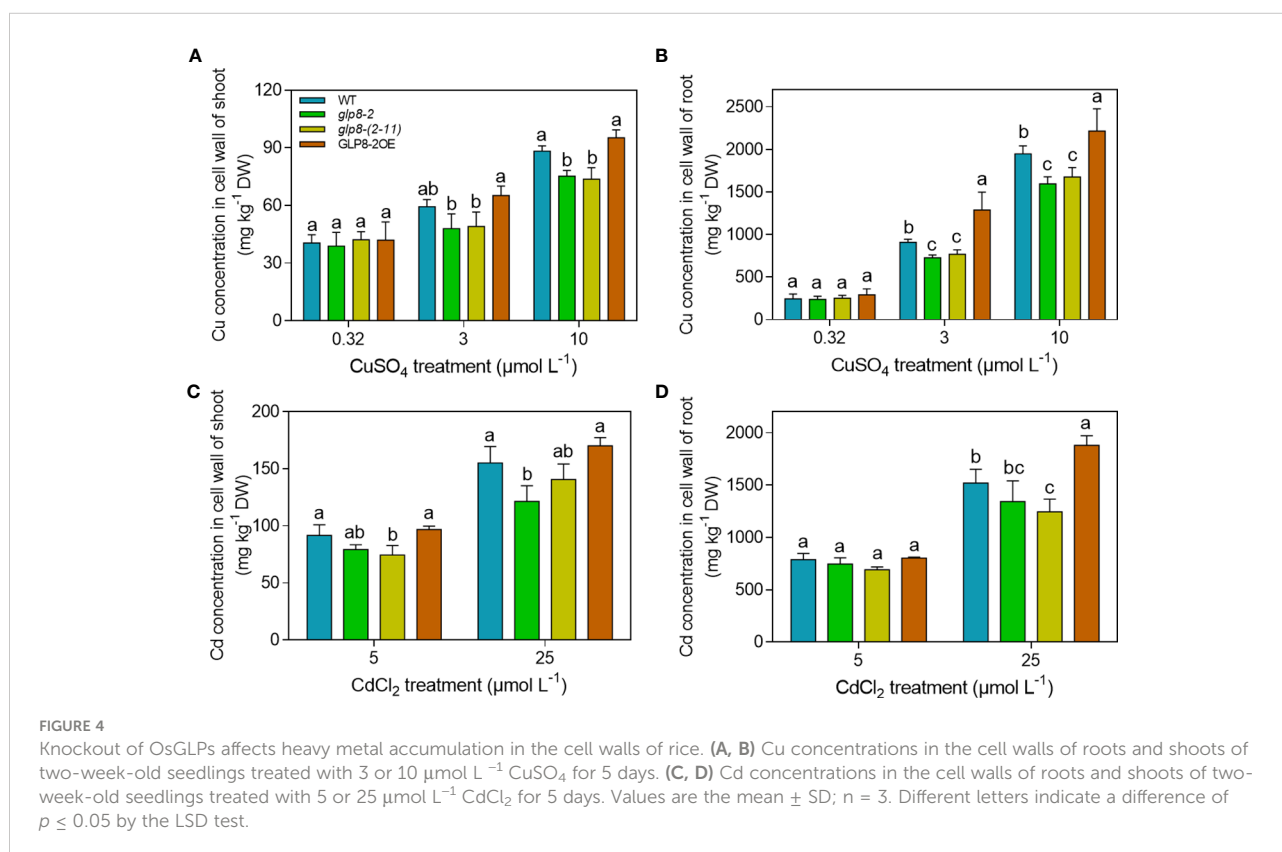 A
Cu concentration in cell wall of shoot
(mg kg⁻¹ DW)
120
90
60
30
0
WT
glp8-2
glp8-(2-11)
GLP8-2OE
a a a a
ab b b a
a b b a
0.32 3 10
CuSO₄ treatment (µmol L⁻¹)
B
Cu concentration in cell wall of root
(mg kg⁻¹ DW)
2500
2000
1500
1000
500
0
a a a a
b c c a
b c c a
0.32 3 10
CuSO₄ treatment (µmol L⁻¹)
C
Cd concentration in cell wall of shoot
(mg kg⁻¹ DW)
200
150
100
50
0
a ab b a
a b ab a
5 25
CdCl₂ treatment (µmol L⁻¹)
D
Cd concentration in cell wall of root
(mg kg⁻¹ DW)
2000
1500
1000
500
0
a a a a
b bc c a
5 25
CdCl₂ treatment (µmol L⁻¹)
FIGURE 4
Knockout of OsGLPs affects heavy metal accumulation in the cell walls of rice. (A, B) Cu concentrations in the cell walls of roots and shoots of
two-week-old seedlings treated with 3 or 10 µmol L ⁻¹ CuSO₄ for 5 days. (C, D) Cd concentrations in the cell walls of roots and shoots of two-
week-old seedlings treated with 5 or 25 µmol L⁻¹ CdCl₂ for 5 days. Values are the mean ± SD; n = 3. Different letters indicate a difference of
p ≤ 0.05 by the LSD test.